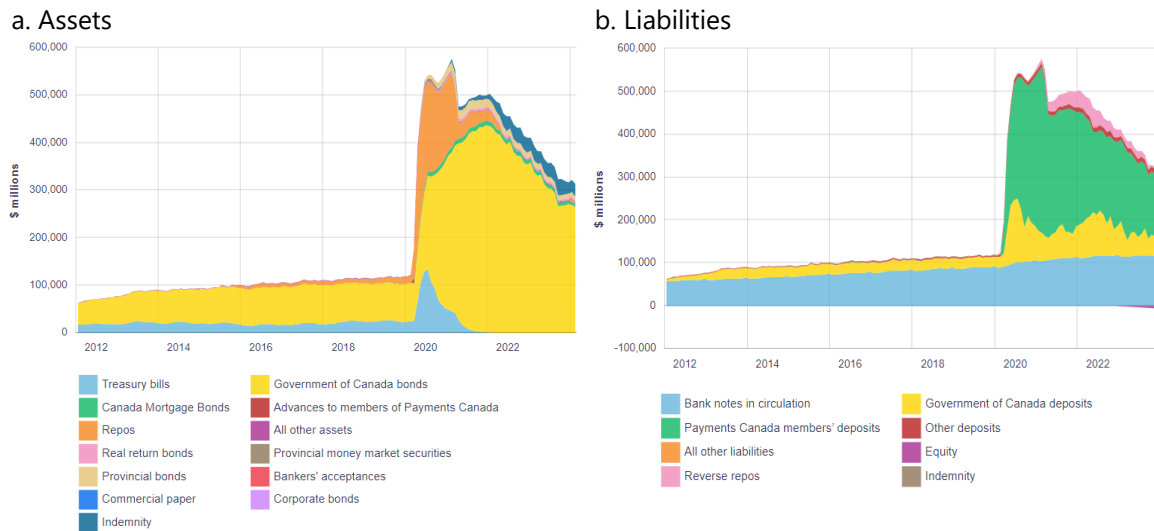 a. Assets
600,000
500,000
400,000
300,000
200,000
100,000
0
$ millions
2012 2014 2016 2018 2020 2022
Treasury bills
Government of Canada bonds
Canada Mortgage Bonds
Advances to members of Payments Canada
Repos
All other assets
Real return bonds
Provincial money market securities
Provincial bonds
Bankers' acceptances
Commercial paper
Corporate bonds
Indemnity
b. Liabilities
600,000
500,000
400,000
300,000
200,000
100,000
0
-100,000
$ millions
2012 2014 2016 2018 2020 2022
Bank notes in circulation
Government of Canada deposits
Payments Canada members' deposits
Other deposits
All other liabilities
Equity
Reverse repos
Indemnity